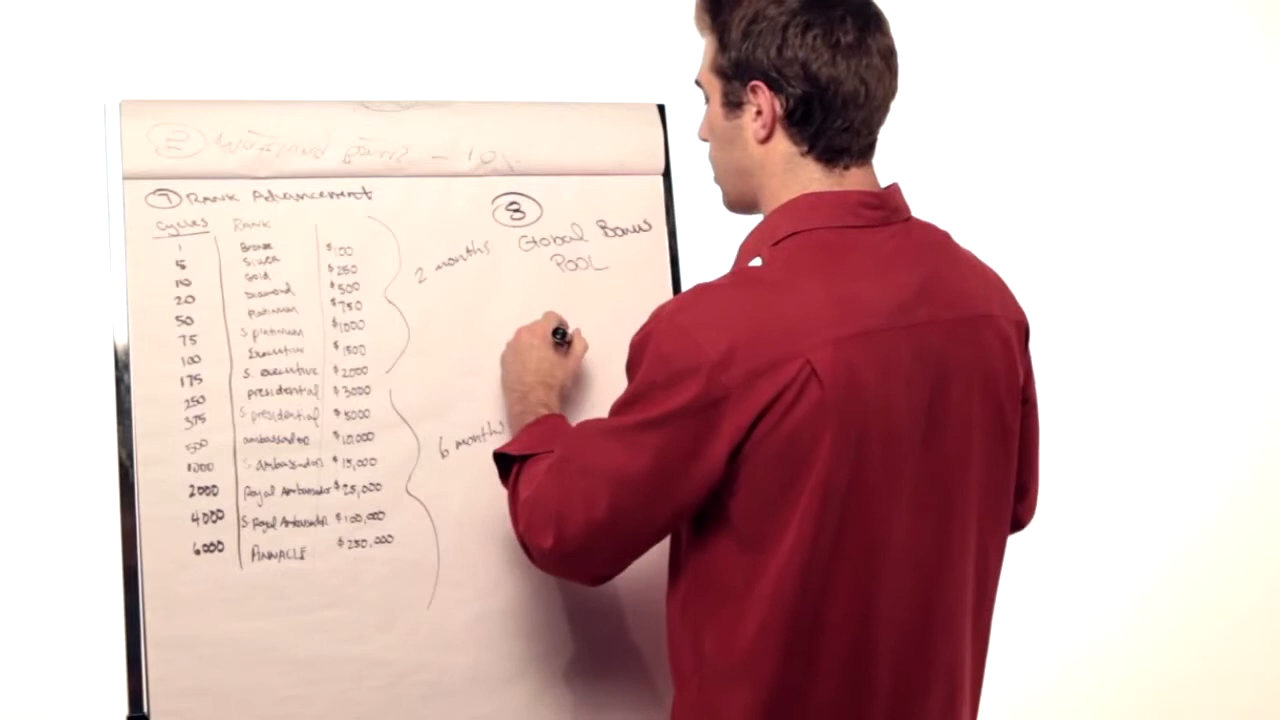 ② – 10%
⑦ Rank Advancement
Cycles Rank
1 Bronze $100
5 Silver $250
10 Gold $500
20 Diamond $750
50 Platinum $1000
75 S. platinum $1500
100 Executive $2000
175 S. executive $3000
250 presidential $5000
375 S. presidential $10,000
500 ambassador $15,000
1200 S. ambassador $25,000
2000 Royal Ambassador $100,000
4000 S. Royal Ambassador $250,000
6000 PINNACLE
2 months
6 months
⑧
Global Bonus
POOL